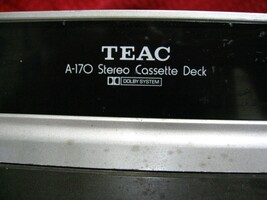 TEAC
A-170 Stereo Cassette Deck
DOLBY SYSTEM